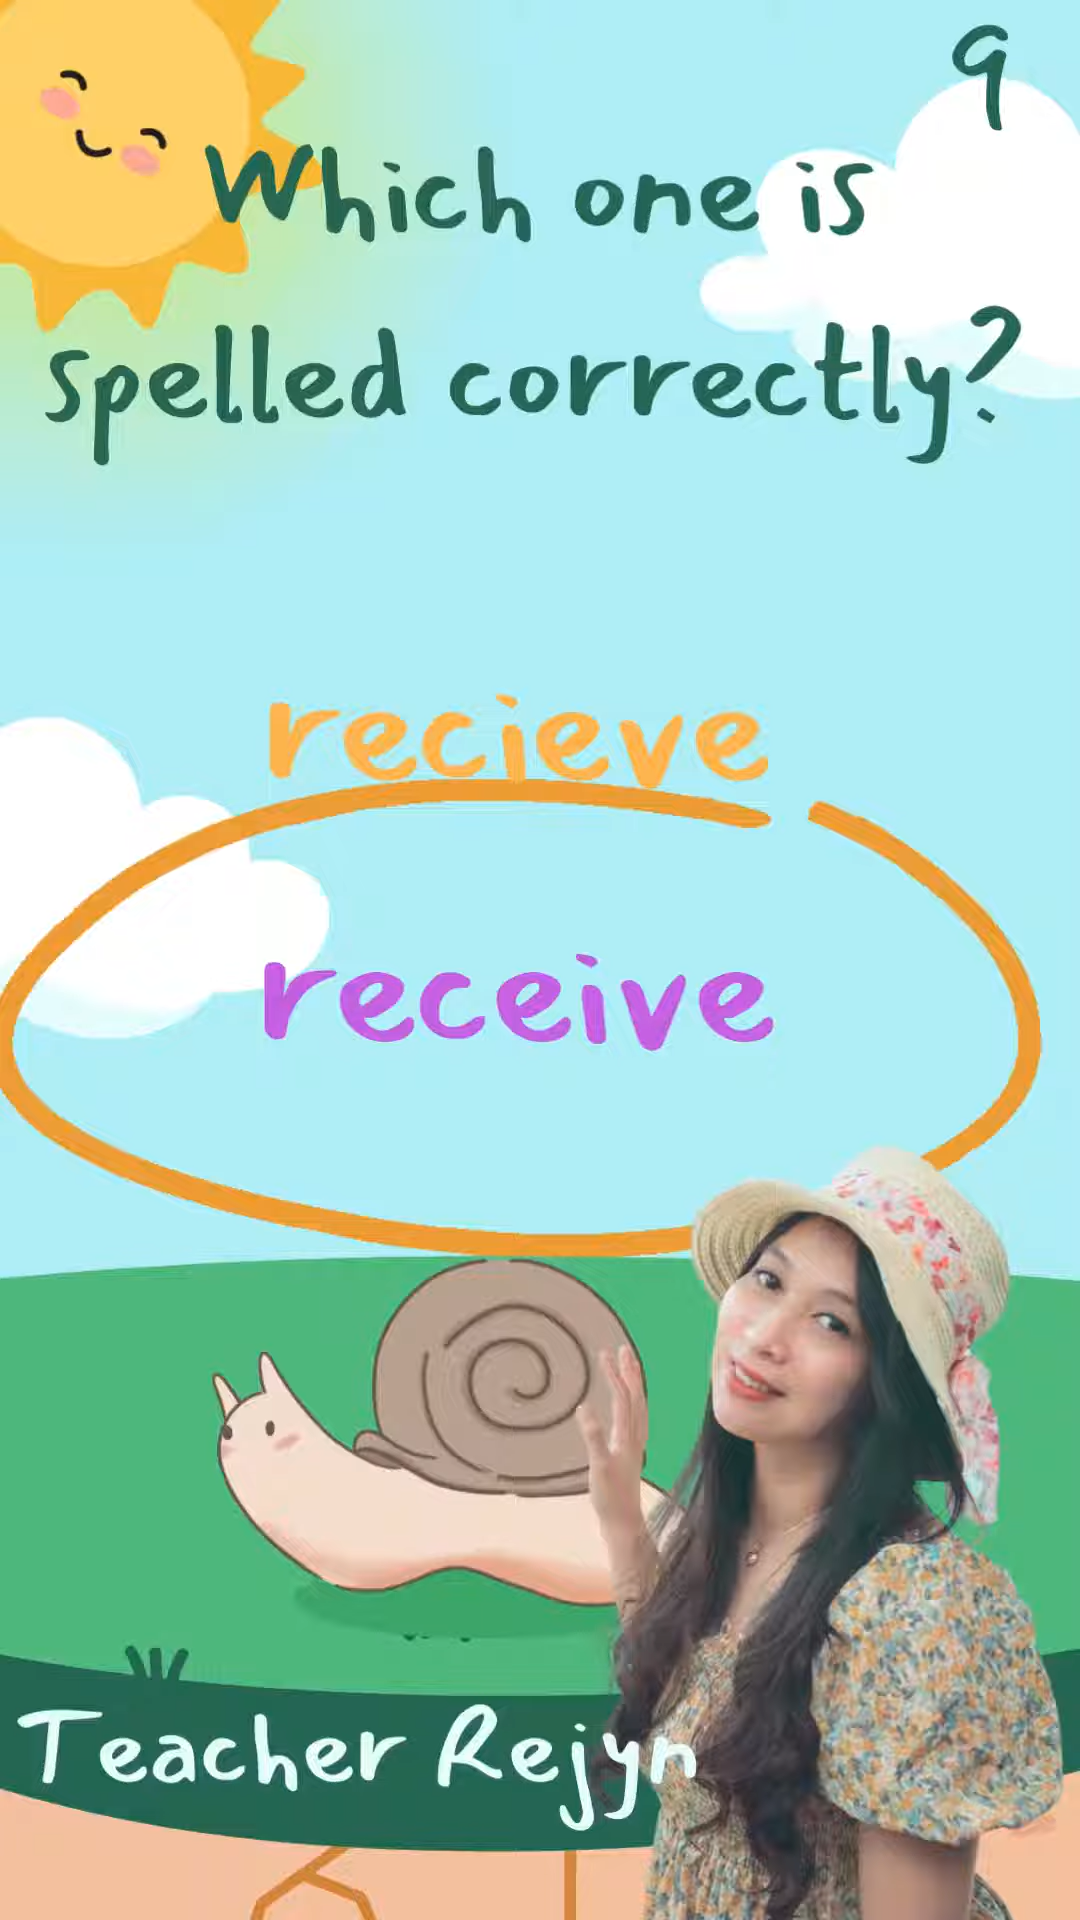 9
Which one is
spelled correctly?
recieve
receive
Teacher Rejyn